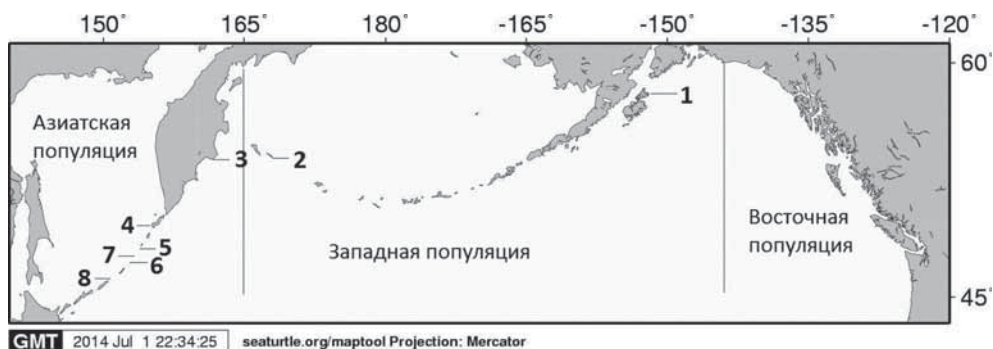 150° 165° 180° -165° -150° -135° -120°
60°
1
Азиатская
популяция
3 2
4
5
7
6
8
Западная популяция
Восточная
популяция
45°
GMT 2014 Jul 1 22:34:25 seaturtle.org/maptool Projection: Mercator